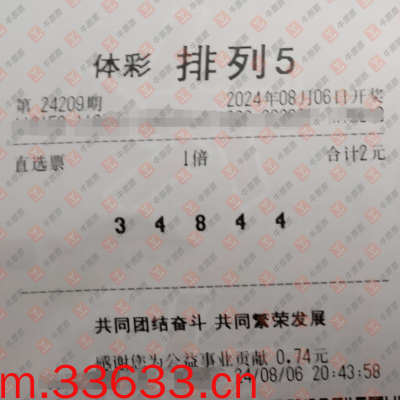 体彩 排列5
第 24209期 2024年08月06日开奖
直选票 1倍 合计2元
3 4 8 4 4
共同团结奋斗 共同繁荣发展
感谢您为公益事业贡献 0.74元
24/08/06 20:43:58
m.33633.cn